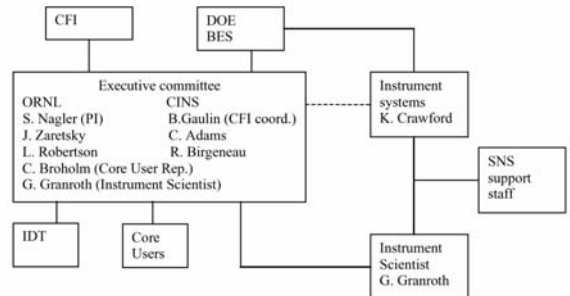 CFI
DOE
BES
Executive committee
ORNL CINS
S. Nagler (PI) B.Gaulin (CFI coord.)
J. Zaretsky C. Adams
L. Robertson R. Birgeneau
C. Broholm (Core User Rep.)
G. Granroth (Instrument Scientist)
Instrument
systems
K. Crawford
SNS
support
staff
IDT
Core
Users
Instrument
Scientist
G. Granroth